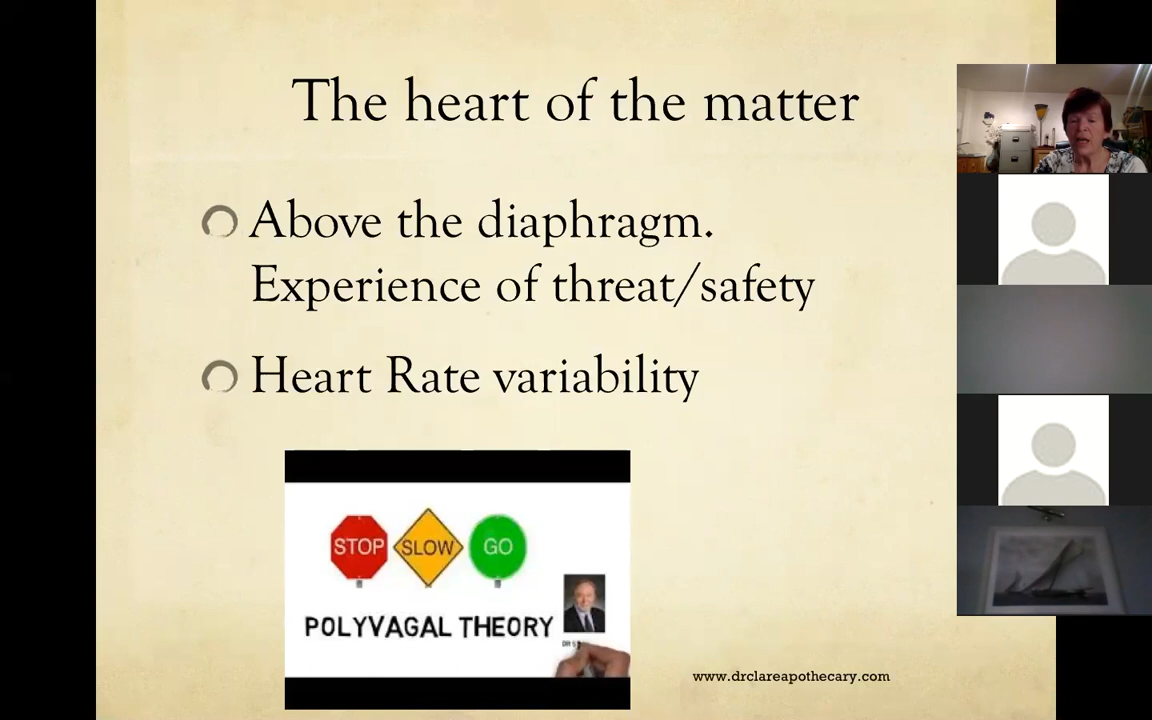 The heart of the matter
Above the diaphragm.
Experience of threat/safety
Heart Rate variability
STOP
SLOW
GO
POLYVAGAL THEORY
www.drclareapothecary.com